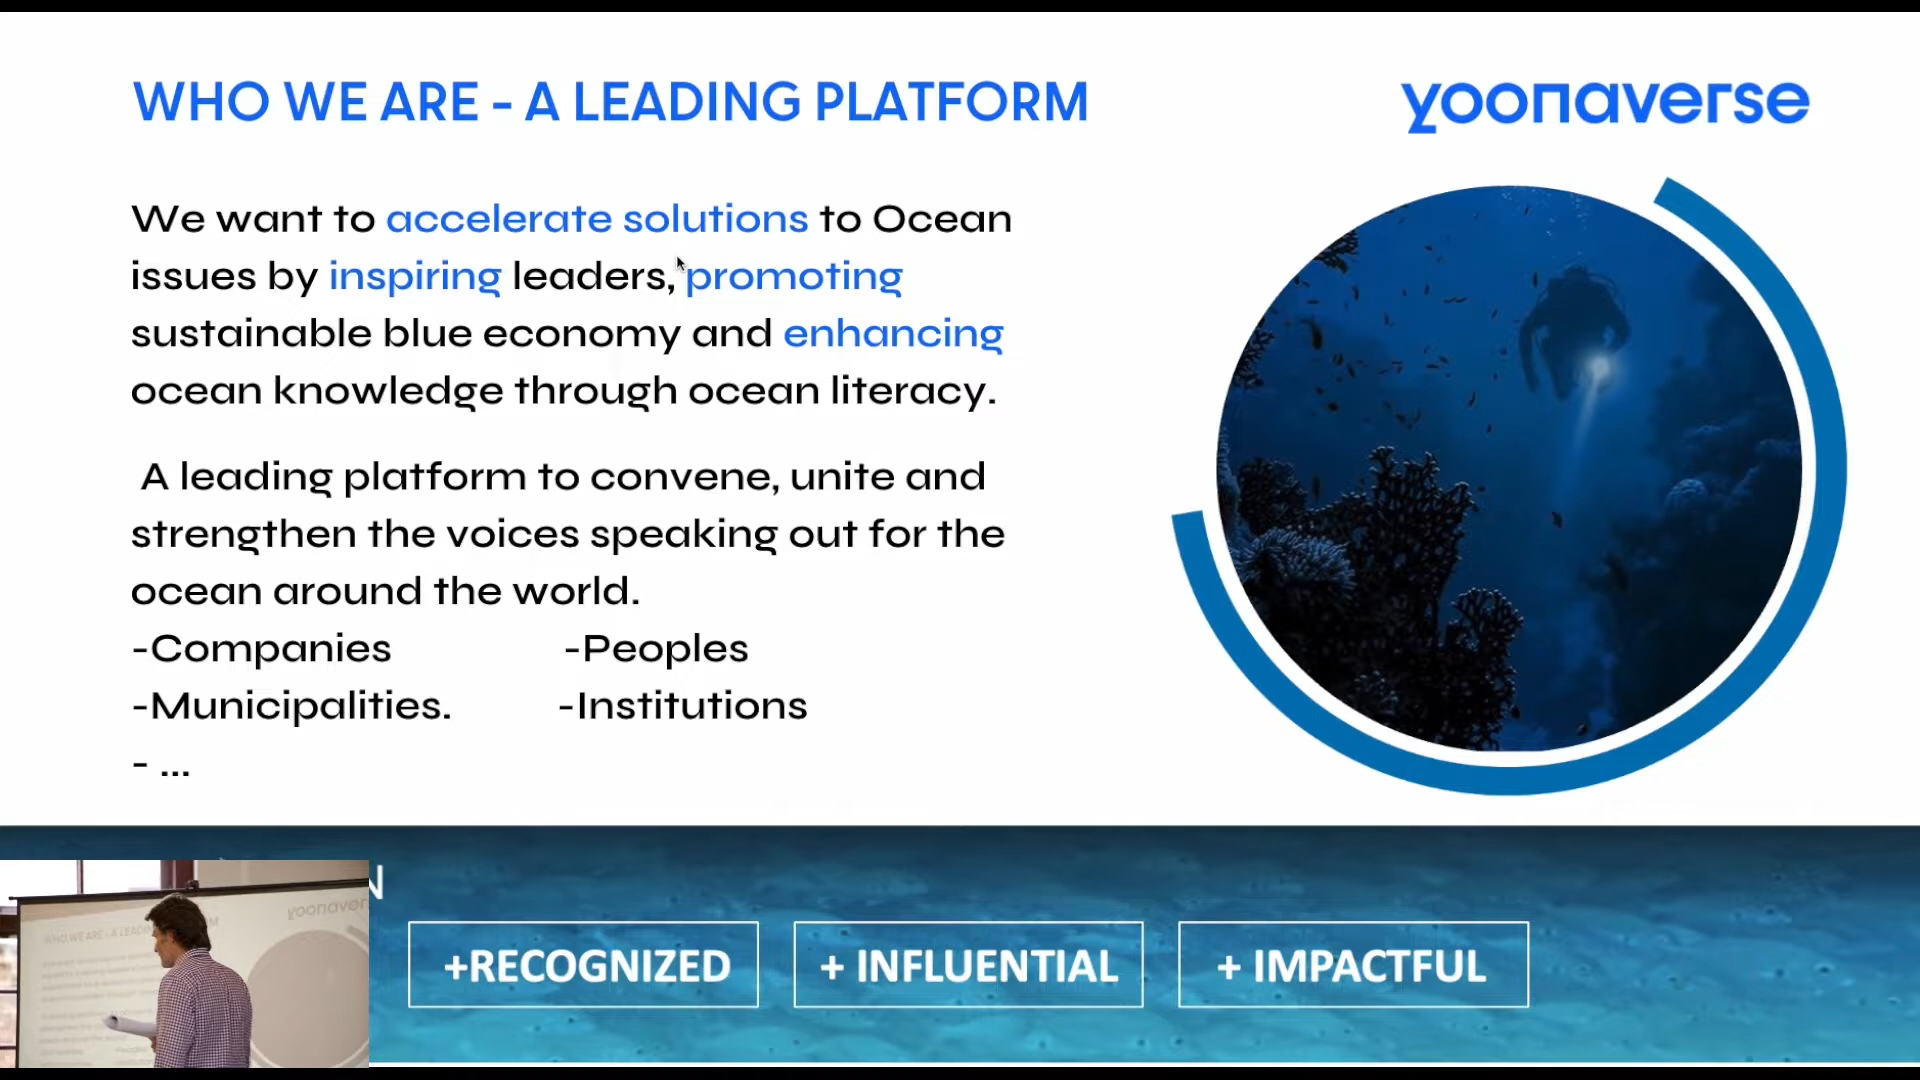 WHO WE ARE - A LEADING PLATFORM
yoonaverse
We want to accelerate solutions to Ocean
issues by inspiring leaders, promoting
sustainable blue economy and enhancing
ocean knowledge through ocean literacy.
A leading platform to convene, unite and
strengthen the voices speaking out for the
ocean around the world.
-Companies -Peoples
-Municipalities. -Institutions
- ...
+RECOGNIZED + INFLUENTIAL + IMPACTFUL